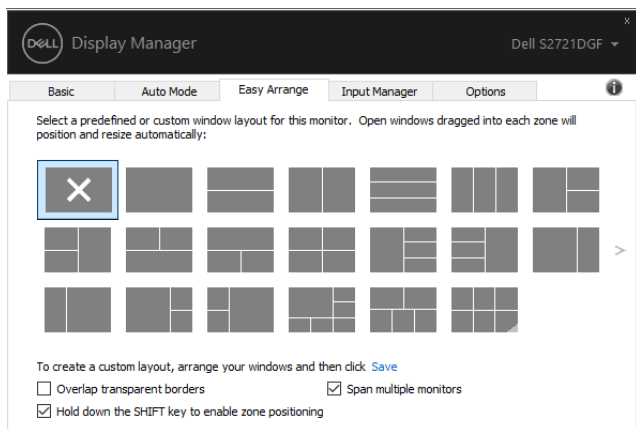 x
DELL Display Manager Dell S2721DGF
Basic Auto Mode Easy Arrange Input Manager Options
Select a predefined or custom window layout for this monitor. Open windows dragged into each zone will
position and resize automatically:
>
To create a custom layout, arrange your windows and then click Save
Overlap transparent borders Span multiple monitors
Hold down the SHIFT key to enable zone positioning